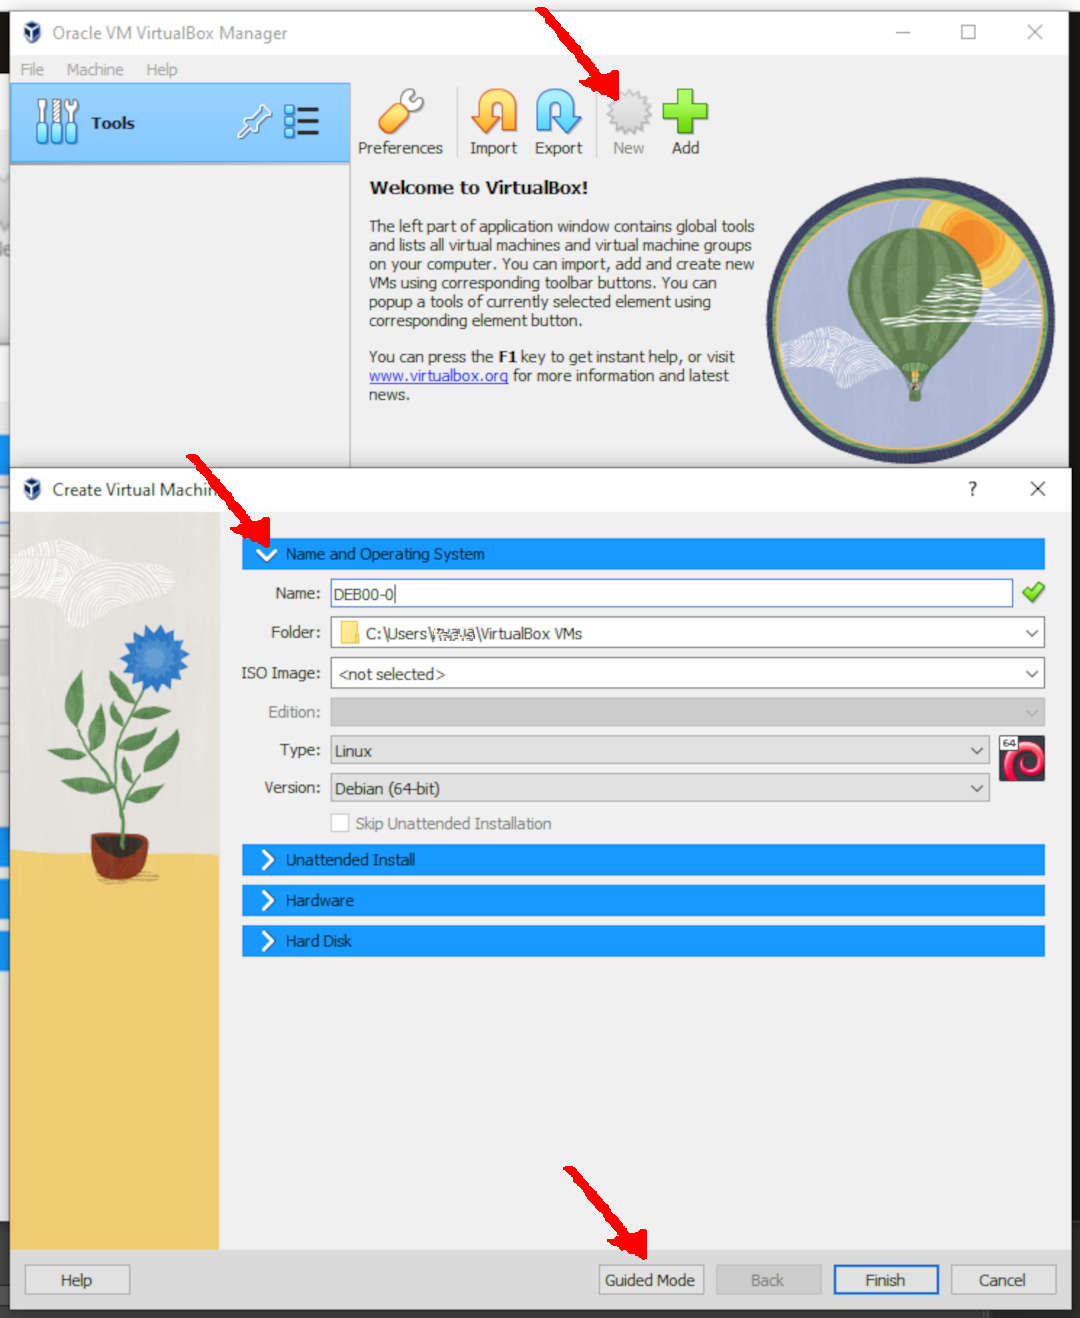 Oracle VM VirtualBox Manager
File Machine Help
Tools
Preferences Import Export New Add
Welcome to VirtualBox!
The left part of application window contains global tools
and lists all virtual machines and virtual machine groups
on your computer. You can import, add and create new
VMs using corresponding toolbar buttons. You can
popup a tools of currently selected element using
corresponding element button.
You can press the F1 key to get instant help, or visit
www.virtualbox.org for more information and latest
news.
Create Virtual Machin
?
Name and Operating System
Name: DEB00-0
Folder: C:\Users\ \VirtualBox VMs
ISO Image: <not selected>
Edition:
Type: Linux
64
Version: Debian (64-bit)
Skip Unattended Installation
Unattended Install
Hardware
Hard Disk
Help Guided Mode Back Finish Cancel